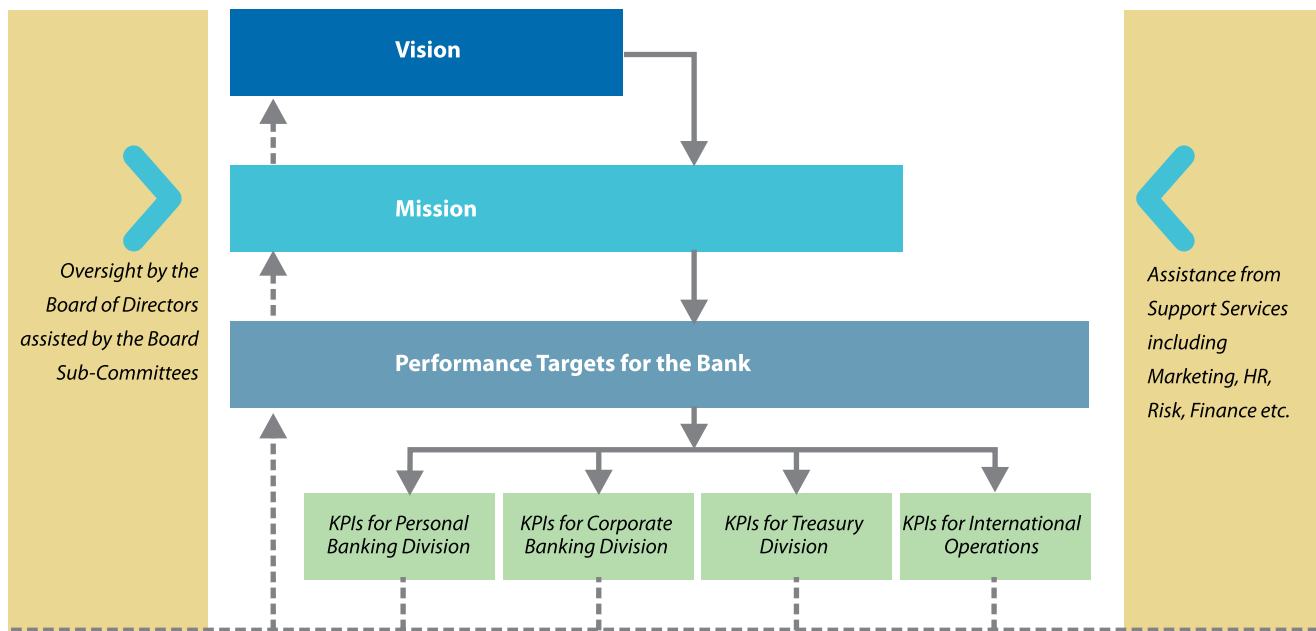 Vision
Mission
Oversight by the
Board of Directors
assisted by the Board
Sub-Committees
Assistance from
Support Services
including
Marketing, HR,
Risk, Finance etc.
Performance Targets for the Bank
KPIs for Personal
Banking Division
KPIs for Corporate
Banking Division
KPIs for Treasury
Division
KPIs for International
Operations